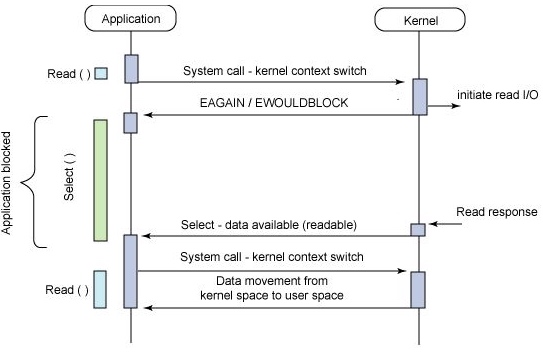 Application
Kernel
Read ( )
System call - kernel context switch
initiate read I/O
EAGAIN / EWOULDBLOCK
Application blocked
Select ( )
Read response
Select - data available (readable)
System call - kernel context switch
Read ( )
Data movement from
kernel space to user space